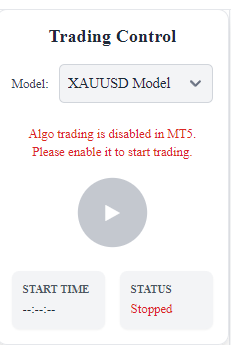 Trading Control
Model: XAUUSD Model
Algo trading is disabled in MT5.
Please enable it to start trading.
START TIME
--:--:--
STATUS
Stopped